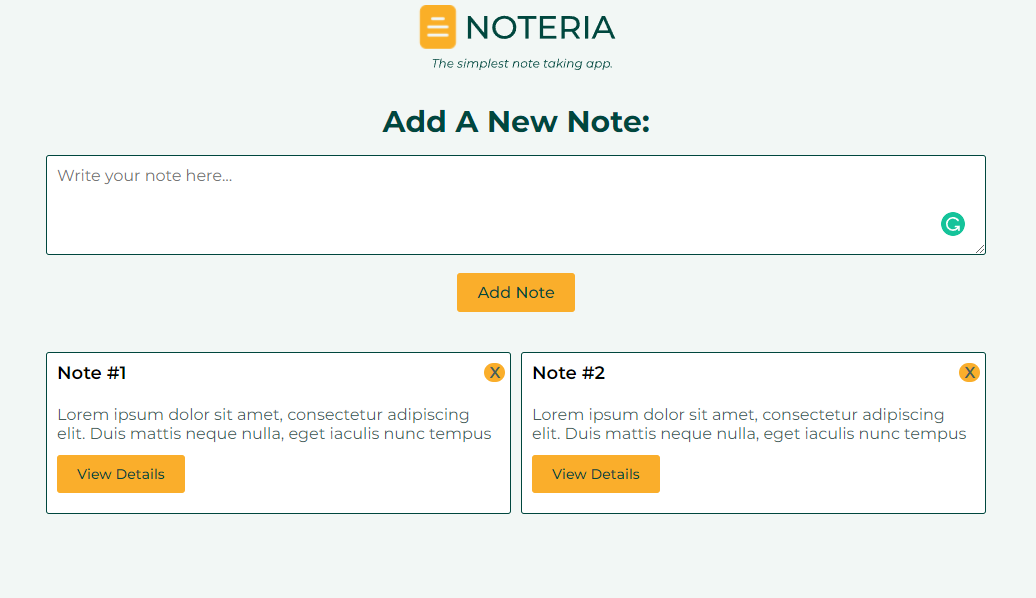 NOTERIA
The simplest note taking app.
Add A New Note:
Write your note here...
Add Note
Note #1
X
Lorem ipsum dolor sit amet, consectetur adipiscing
elit. Duis mattis neque nulla, eget iaculis nunc tempus
View Details
Note #2
X
Lorem ipsum dolor sit amet, consectetur adipiscing
elit. Duis mattis neque nulla, eget iaculis nunc tempus
View Details